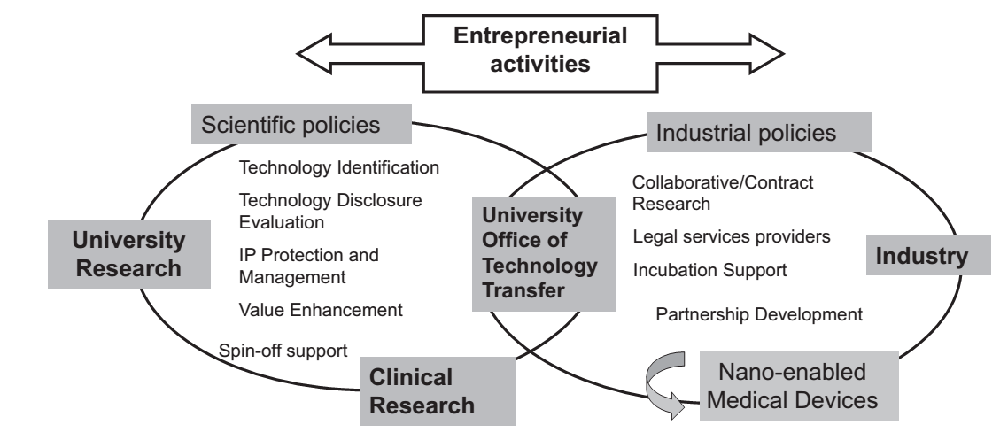 Entrepreneurial
activities
Scientific policies
Industrial policies
Technology Identification
Technology Disclosure
Evaluation
IP Protection and
Management
Value Enhancement
Spin-off support
University
Research
Clinical
Research
University
Office of
Technology
Transfer
Collaborative/Contract
Research
Legal services providers
Incubation Support
Partnership Development
Industry
Nano-enabled
Medical Devices